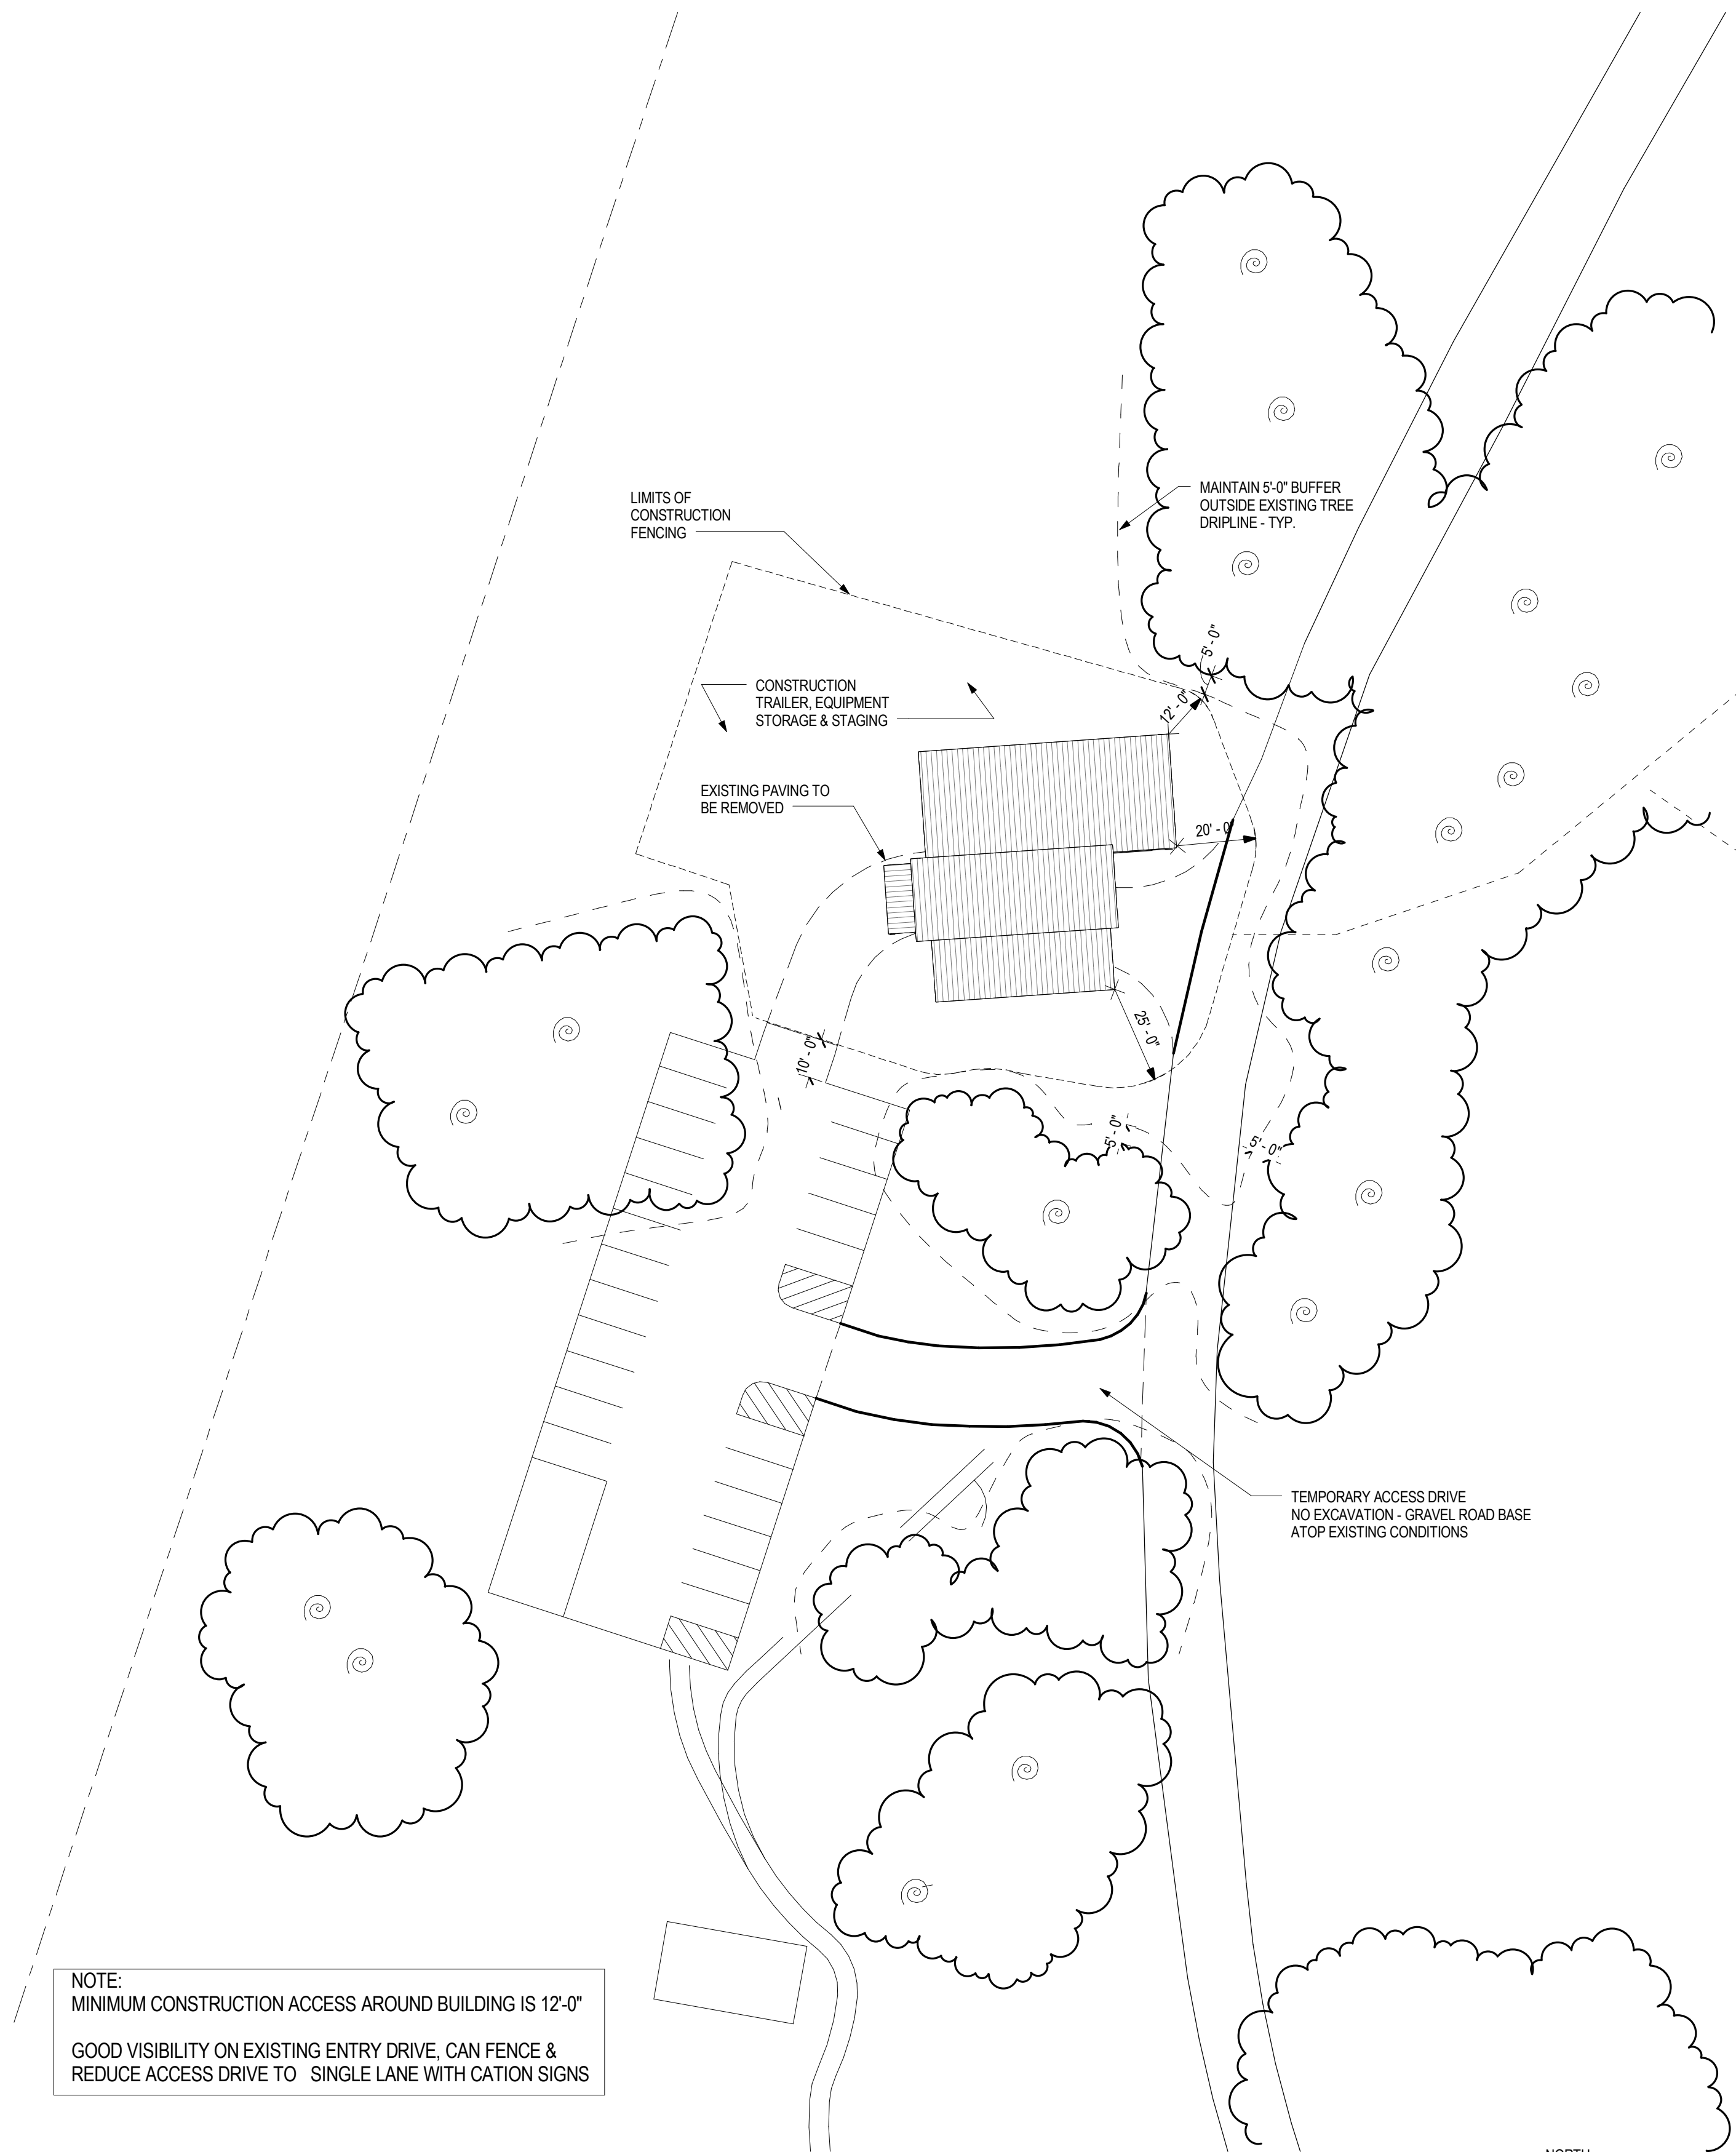 MAINTAIN 5'-0" BUFFER
OUTSIDE EXISTING TREE
DRIPLINE - TYP.
LIMITS OF
CONSTRUCTION
FENCING
5' - 0"
12' - 0"
CONSTRUCTION
TRAILER, EQUIPMENT
STORAGE & STAGING
EXISTING PAVING TO
BE REMOVED
20' - 0
25' - 0"
10' - 0"
5' - 0"
5' - 0"
TEMPORARY ACCESS DRIVE
NO EXCAVATION - GRAVEL ROAD BASE
ATOP EXISTING CONDITIONS
NOTE:
MINIMUM CONSTRUCTION ACCESS AROUND BUILDING IS 12'-0"
GOOD VISIBILITY ON EXISTING ENTRY DRIVE, CAN FENCE &
REDUCE ACCESS DRIVE TO SINGLE LANE WITH CATION SIGNS
NORTH